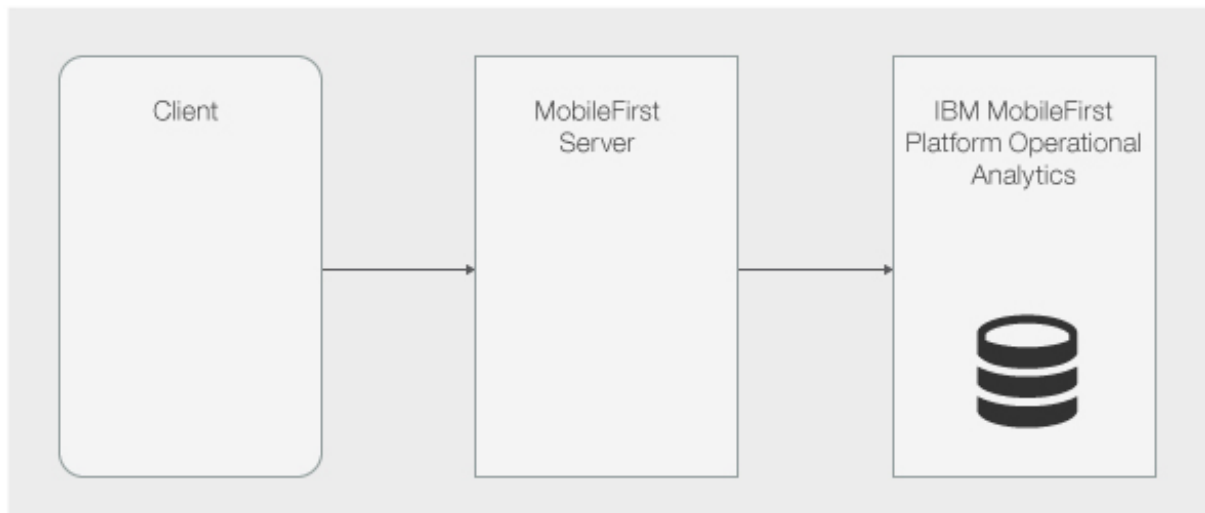 Client
MobileFirst
Server
IBM MobileFirst
Platform Operational
Analytics